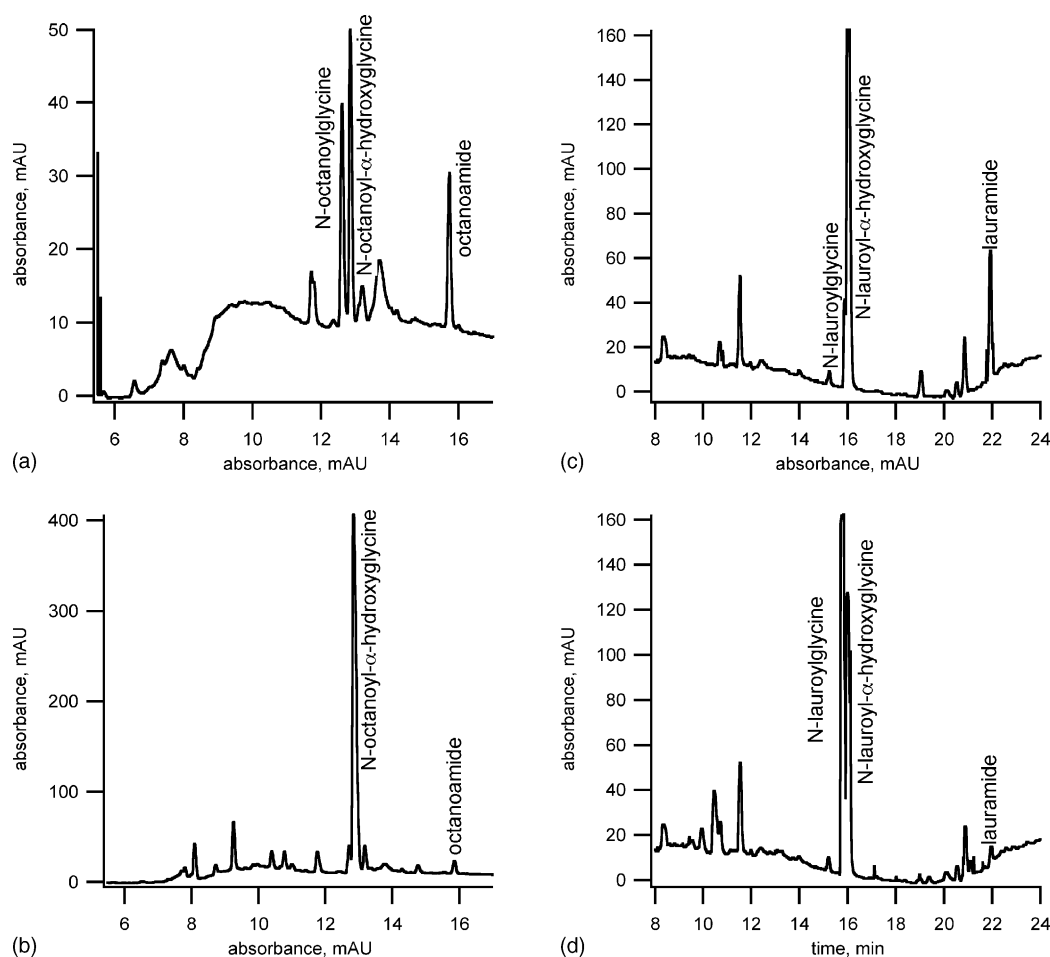 50
40
30
20
10
0
absorbance, mAU
N-octanoylglycine
N-octanoyl-α-hydroxyglycine
octanoamide
6 8 10 12 14 16
absorbance, mAU
(a)
160
140
120
100
80
60
40
20
0
absorbance, mAU
N-lauroylglycine
N-lauroyl-α-hydroxyglycine
lauramide
8 10 12 14 16 20 22 24
absorbance, mAU
(c)
400
300
200
100
0
absorbance, mAU
N-octanoyl-α-hydroxyglycine
octanoamide
6 8 10 12 14 16
absorbance, mAU
(b)
160
140
120
100
80
60
40
20
0
absorbance, mAU
N-lauroylglycine
N-lauroyl-α-hydroxyglycine
lauramide
8 10 12 14 16 20 22 24
time, min
(d)